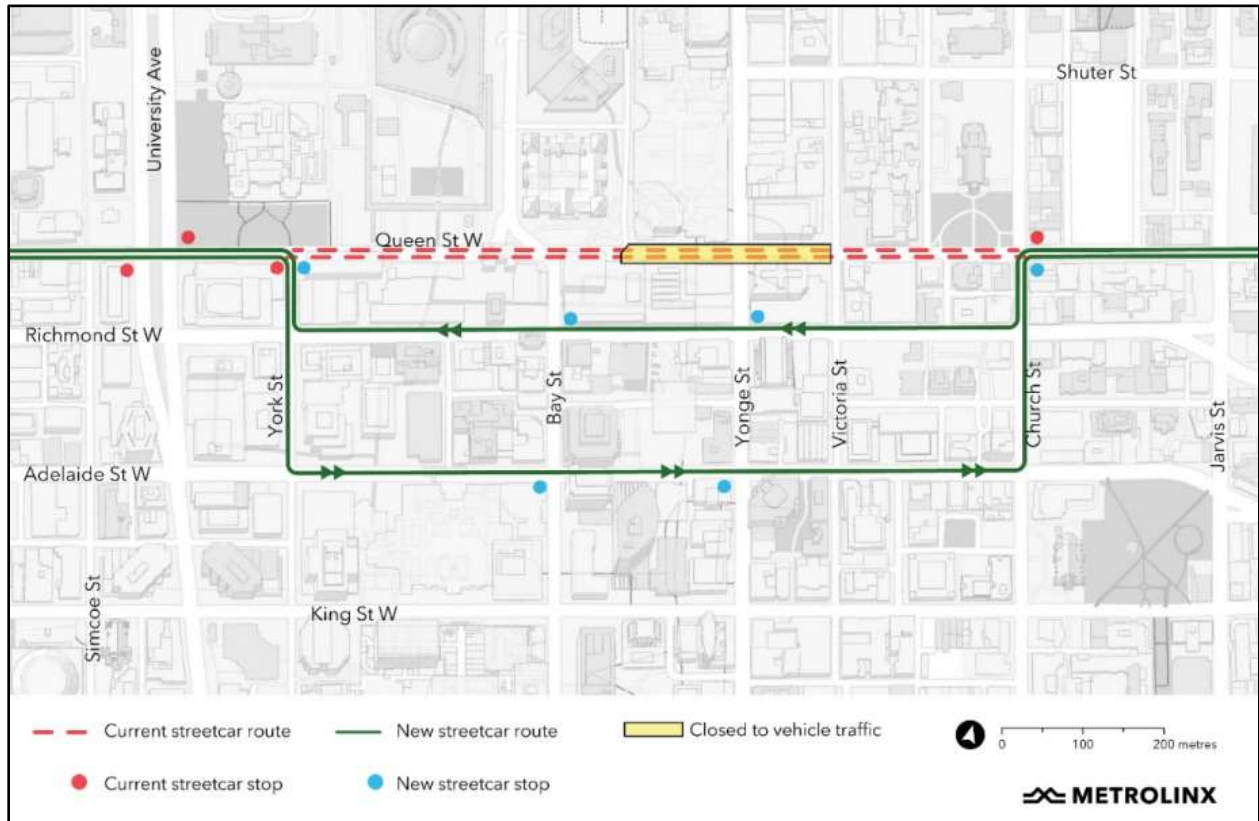 University Ave
Shuter St
Queen St W
Richmond St W
York St
Bay St
Yonge St
Victoria St
Church St
Jarvis St
Adelaide St W
Simcoe St
King St W
Current streetcar route
New streetcar route
Closed to vehicle traffic
0 100 200 metres
Current streetcar stop
New streetcar stop
METROLINX